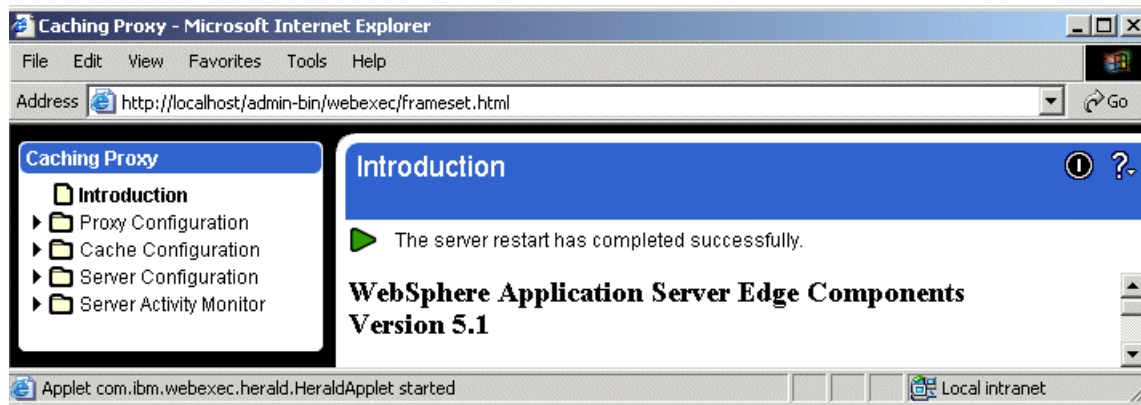 Caching Proxy - Microsoft Internet Explorer
File Edit View Favorites Tools Help
Address http://localhost/admin-bin/webexec/frameset.html Go
Caching Proxy
Introduction
Proxy Configuration
Cache Configuration
Server Configuration
Server Activity Monitor
Introduction
The server restart has completed successfully.
WebSphere Application Server Edge Components
Version 5.1
Applet com.ibm.webexec.herald.HeraldApplet started Local intranet